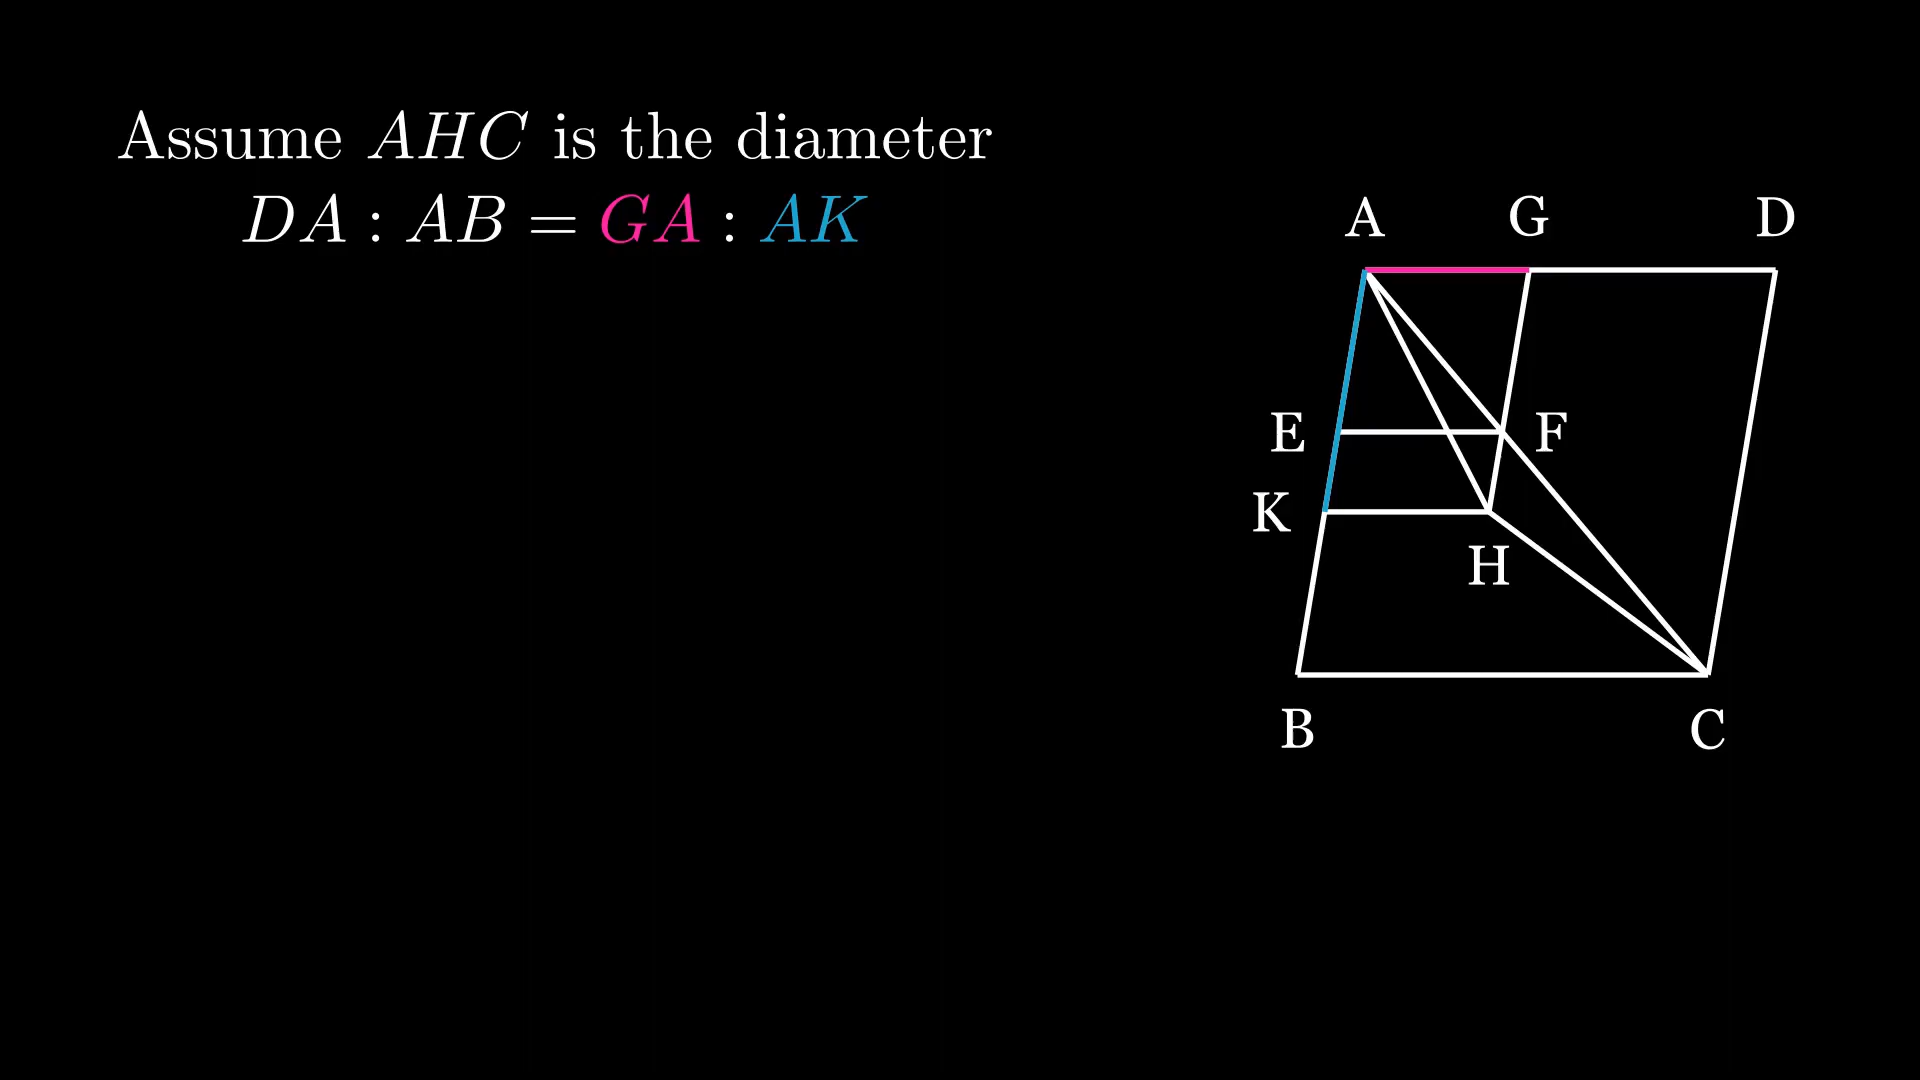 Assume AHC is the diameter
DA : AB = GA : AK
A G D
E F
K
H
B C